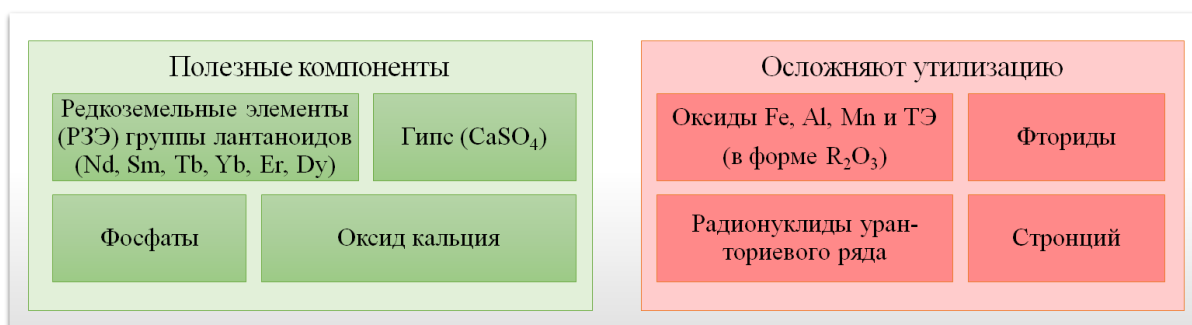 Полезные компоненты
Редкоземельные элементы
(РЗЭ) группы лантаноидов
(Nd, Sm, Tb, Yb, Er, Dy)
Гипс (CaSO₄)
Фосфаты
Оксид кальция
Осложняют утилизацию
Оксиды Fe, Al, Mn и ТЭ
(в форме R₂O₃)
Фториды
Радионуклиды уран-
ториевого ряда
Стронций